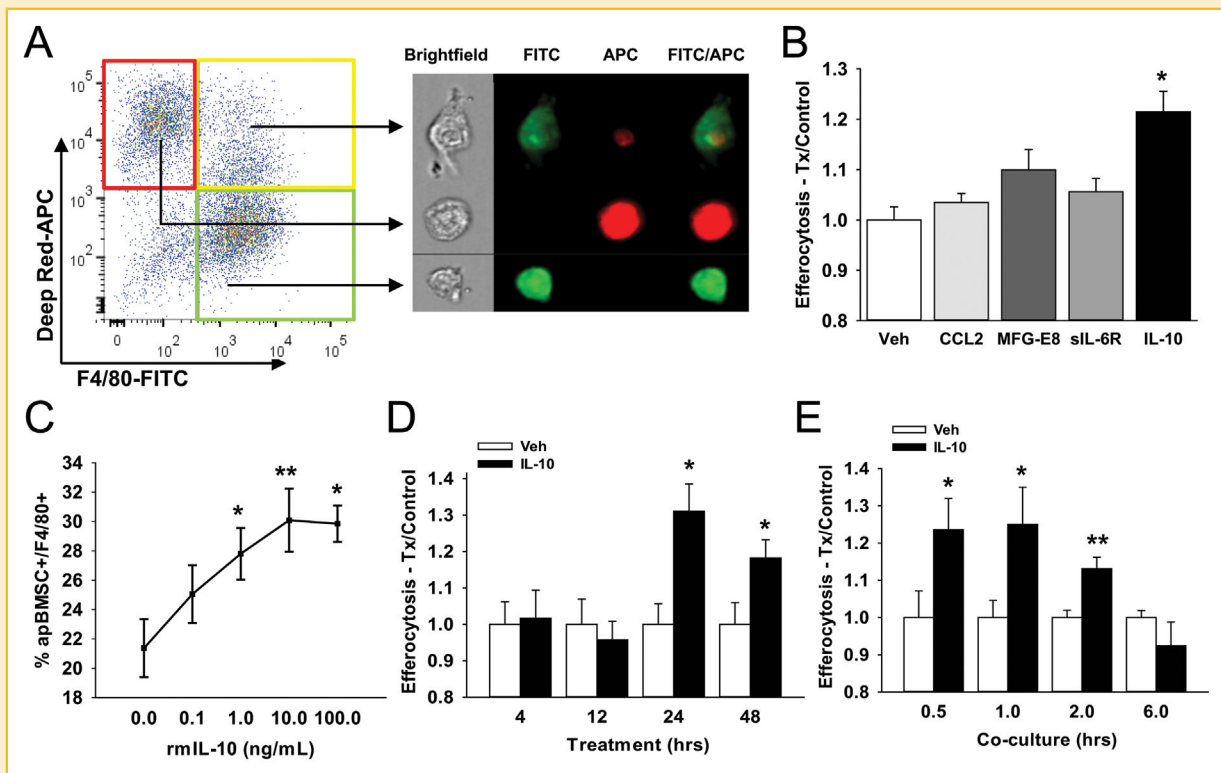 A
Brightfield FITC APC FITC/APC
10^5
10^4
10^3
10^2
0 10^2 10^3 10^4 10^5
Deep Red-APC
F4/80-FITC
B
Efferocytosis - Tx/Control
1.3
*
1.2
1.1
1.0
0.9
0.8
Veh CCL2 MFG-E8 sIL-6R IL-10
C
% apBMSC+/F4/80+
34
32
30
28
26
24
22
20
18
* ** *
0.0 0.1 1.0 10.0 100.0
rmIL-10 (ng/mL)
D
Veh
IL-10
Efferocytosis - Tx/Control
1.4
1.3
1.2
1.1
1.0
0.9
0.8
* *
4 12 24 48
Treatment (hrs)
E
Veh
IL-10
Efferocytosis - Tx/Control
1.4
1.3
1.2
1.1
1.0
0.9
0.8
* * **
0.5 1.0 2.0 6.0
Co-culture (hrs)